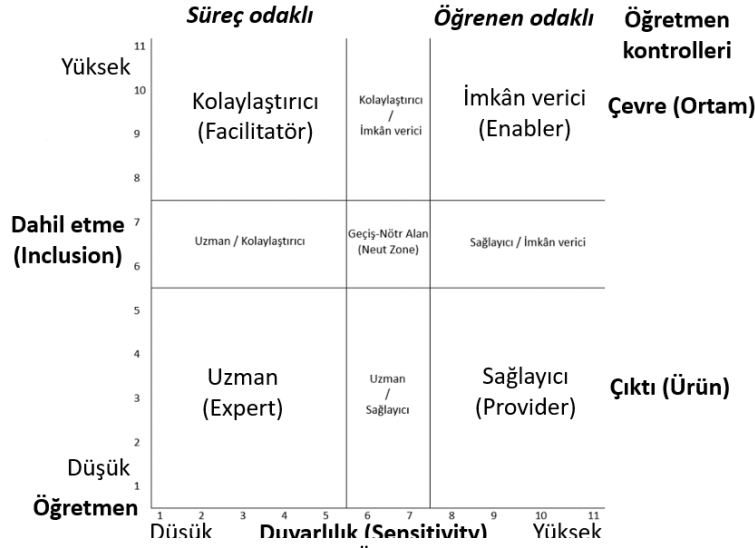 Süreç odaklı
Öğrenen odaklı
Öğretmen
kontrolleri
Yüksek
11
10
9
8
7
6
5
4
3
2
1
Kolaylaştırıcı
(Facilitatör)
Kolaylaştırıcı
/
İmkân verici
İmkân verici
(Enabler)
Çevre (Ortam)
Dahil etme
(Inclusion)
Uzman / Kolaylaştırıcı
Geçiş-Nötr Alan
(Neut Zone)
Sağlayıcı / İmkân verici
Uzman
(Expert)
Uzman
/
Sağlayıcı
Sağlayıcı
(Provider)
Çıktı (Ürün)
Düşük
Öğretmen
1 2 3 4 5 6 7 8 9 10 11
Düşük Duyarlılık (Sensitivity) Yüksek